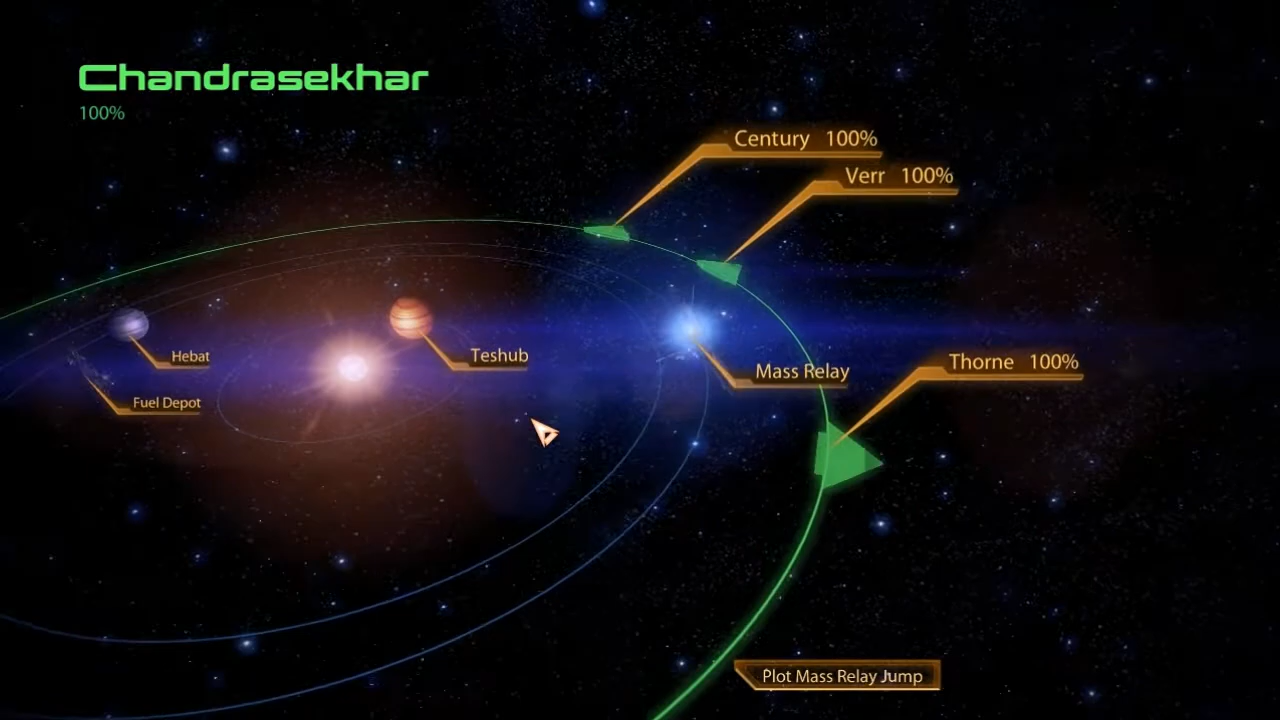 Chandrasekhar
100%
Century 100%
Verr 100%
Hebat
Teshub
Mass Relay
Thorne 100%
Fuel Depot
Plot Mass Relay Jump